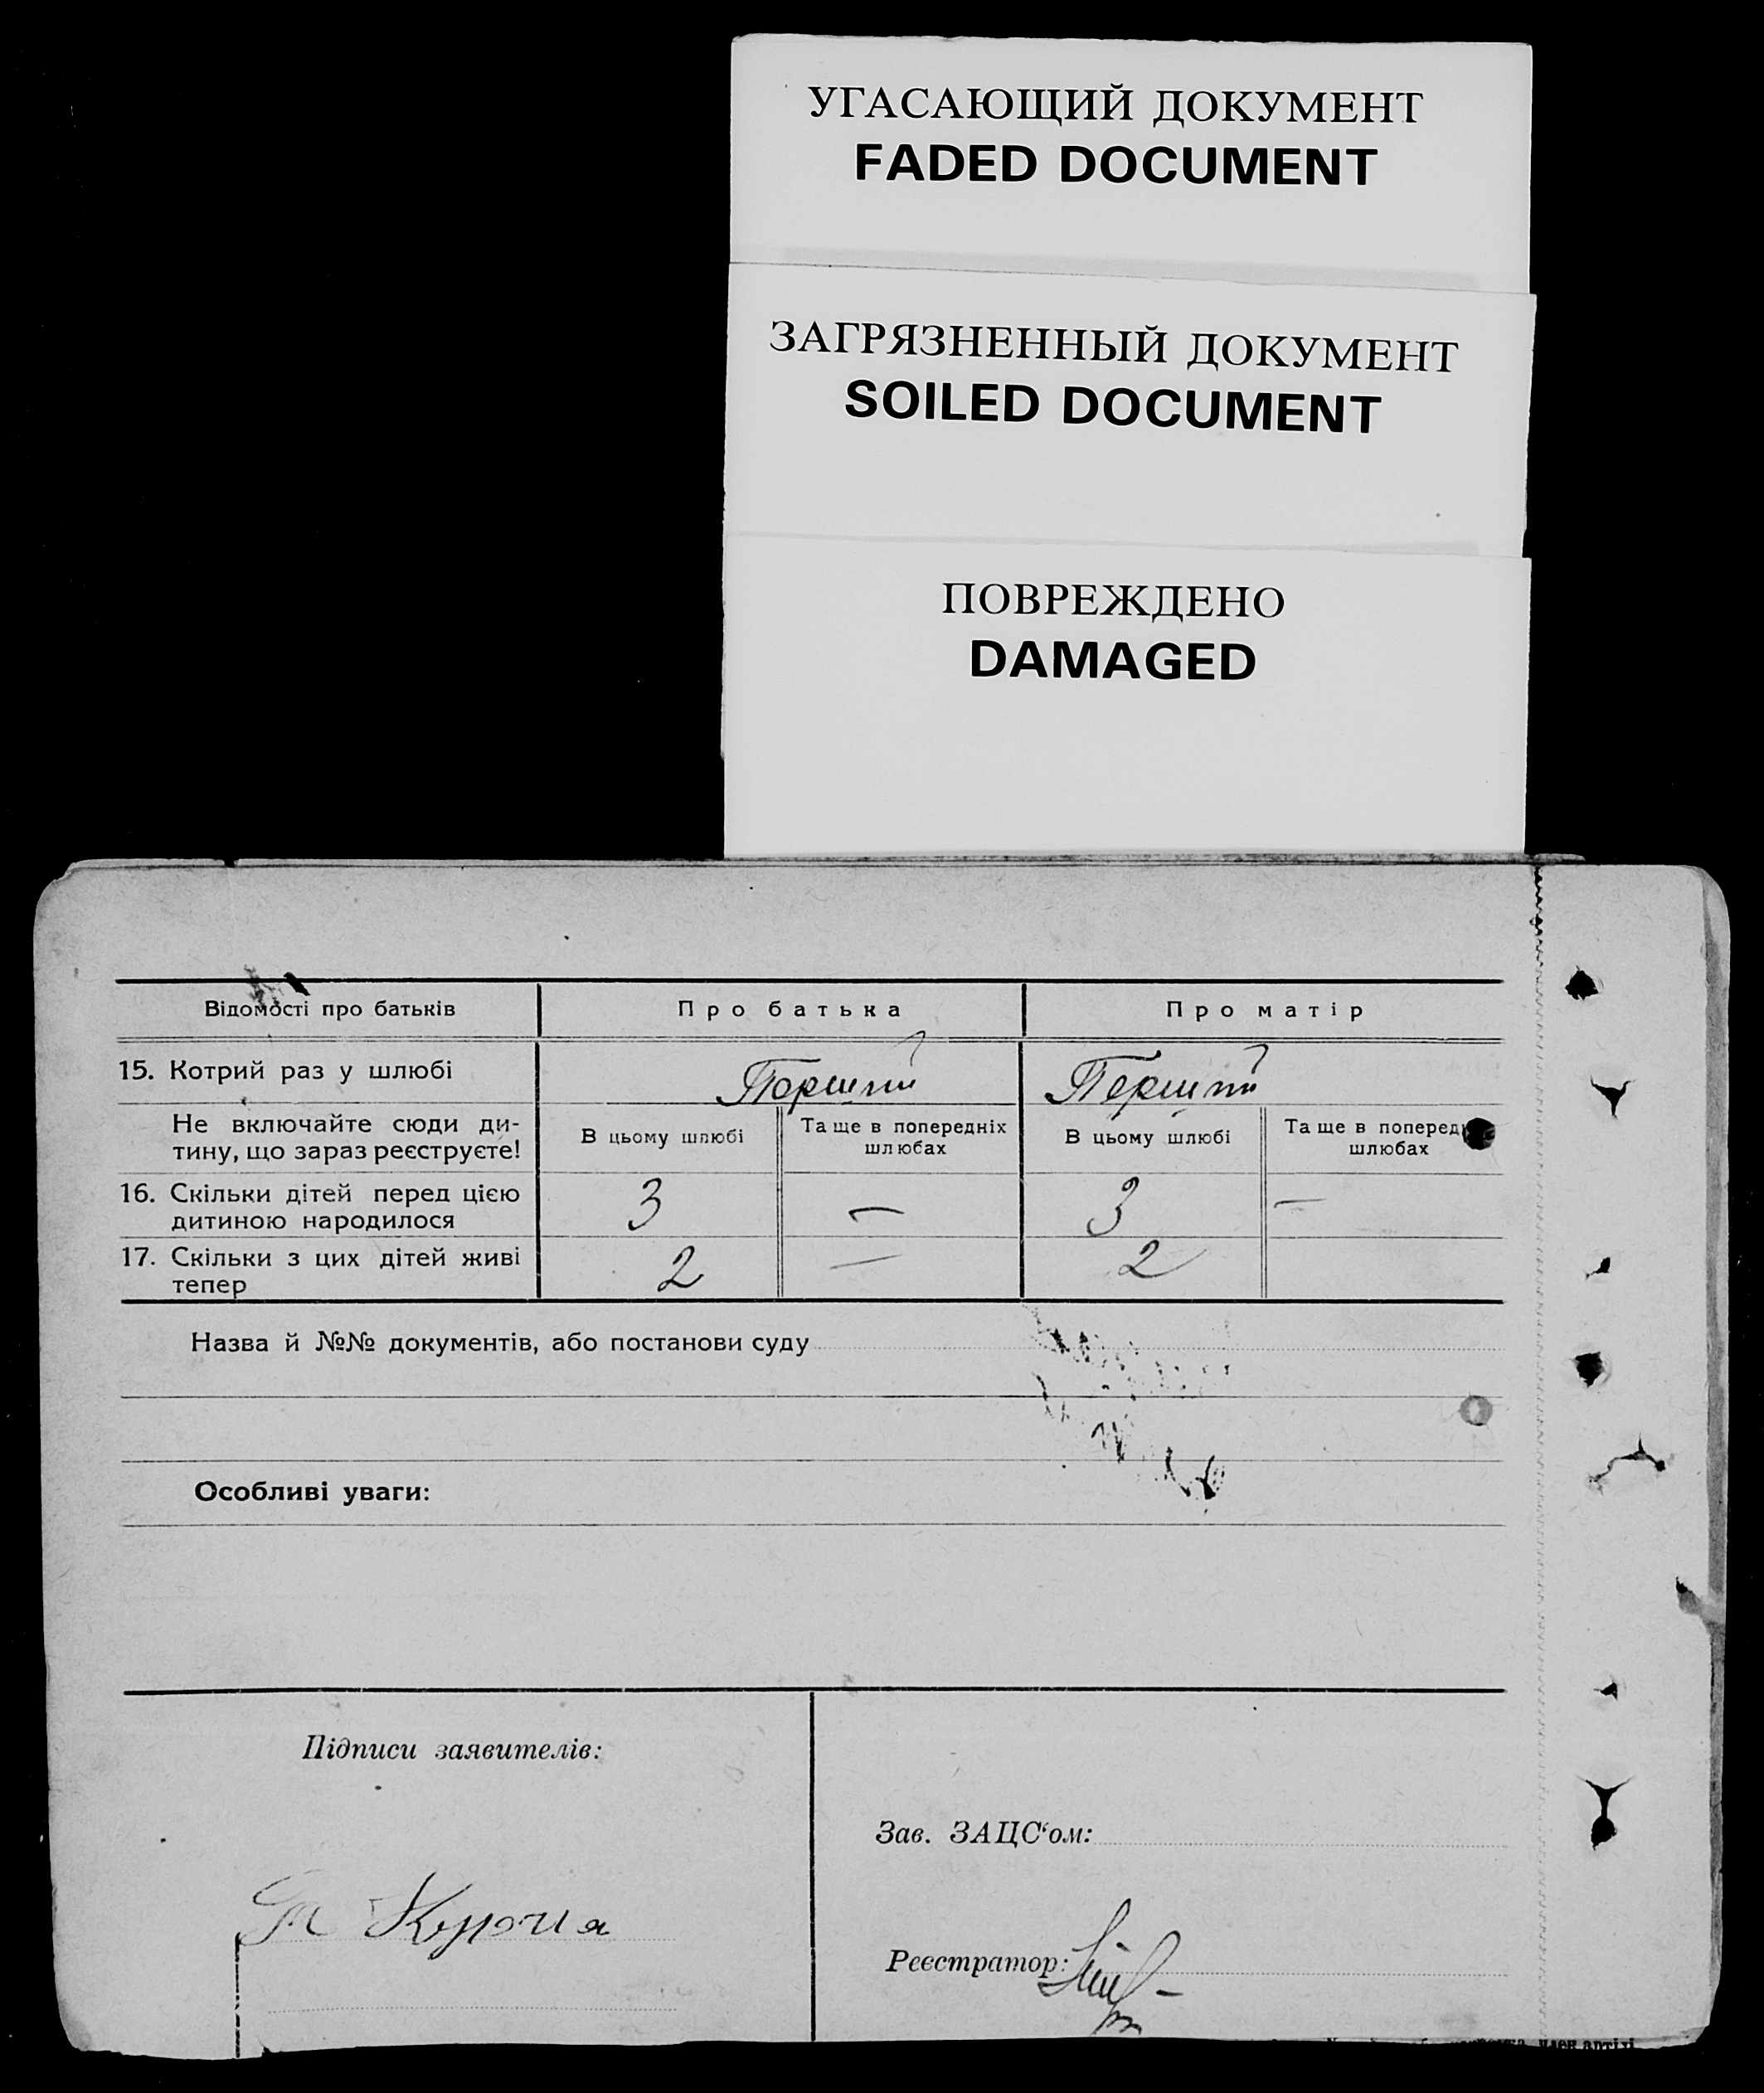 УГАСАЮЩИЙ ДОКУМЕНТ
FADED DOCUMENT
ЗАГРЯЗНЕННЫЙ ДОКУМЕНТ
SOILED DOCUMENT
ПОВРЕЖДЕНО
DAMAGED
Відомості про батьків
Про батька
Про матір
15. Котрий раз у шлюбі
Перший
Перший
Не включайте сюди ди-
тину, що зараз реєструєте!
В цьому шлюбі
Та ще в попередніх
шлюбах
В цьому шлюбі
Та ще в поперед
шлюбах
16. Скільки дітей перед цією
дитиною народилося
3
—
3
—
17. Скільки з цих дітей живі
тепер
2
—
2
Назва й №№ документів, або постанови суду
Особливі уваги:
Підписи заявителів:
Зав. ЗАЦС‘ом:
Реєстратор: